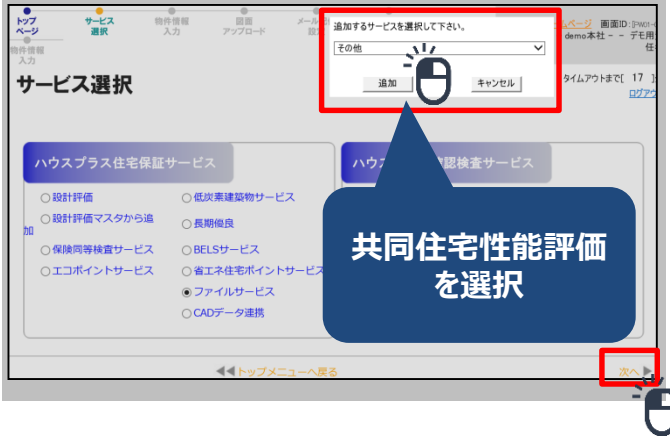 トップ
ページ
サービス
選択
物件情報
入力
図面
アップロード
メール
設
物件情報
入力
ムページ 画面ID:[PW01-
demo本社－－ デモ用
任
追加するサービスを選択して下さい。
その他
追加
キャンセル
タイムアウトまで[ 17 ]
ログアウ
サービス選択
ハウスプラス住宅保証サービス
ハウ
確認検査サービス
設計評価
低炭素建築物サービス
設計評価マスタから追
加
長期優良
保険同等検査サービス
BELSサービス
エコポイントサービス
省エネ住宅ポイントサービス
ファイルサービス
CADデータ連携
共同住宅性能評価
を選択
◀◀トップメニューへ戻る
次へ▶